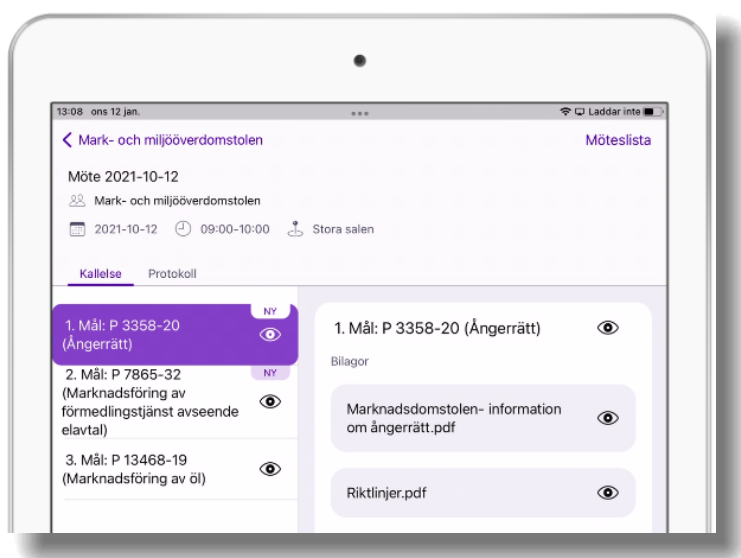 13:08 ons 12 jan.
Laddar inte
Mark- och miljööverdomstolen
Möteslista
Möte 2021-10-12
Mark- och miljööverdomstolen
2021-10-12 09:00-10:00 Stora salen
Kallelse Protokoll
NY
1. Mål: P 3358-20
(Ångerrätt)
NY
2. Mål: P 7865-32
(Marknadsföring av
förmedlingstjänst avseende
elavtal)
3. Mål: P 13468-19
(Marknadsföring av öl)
1. Mål: P 3358-20 (Ångerrätt)
Bilagor
Marknadsdomstolen- information
om ångerrätt.pdf
Riktlinjer.pdf